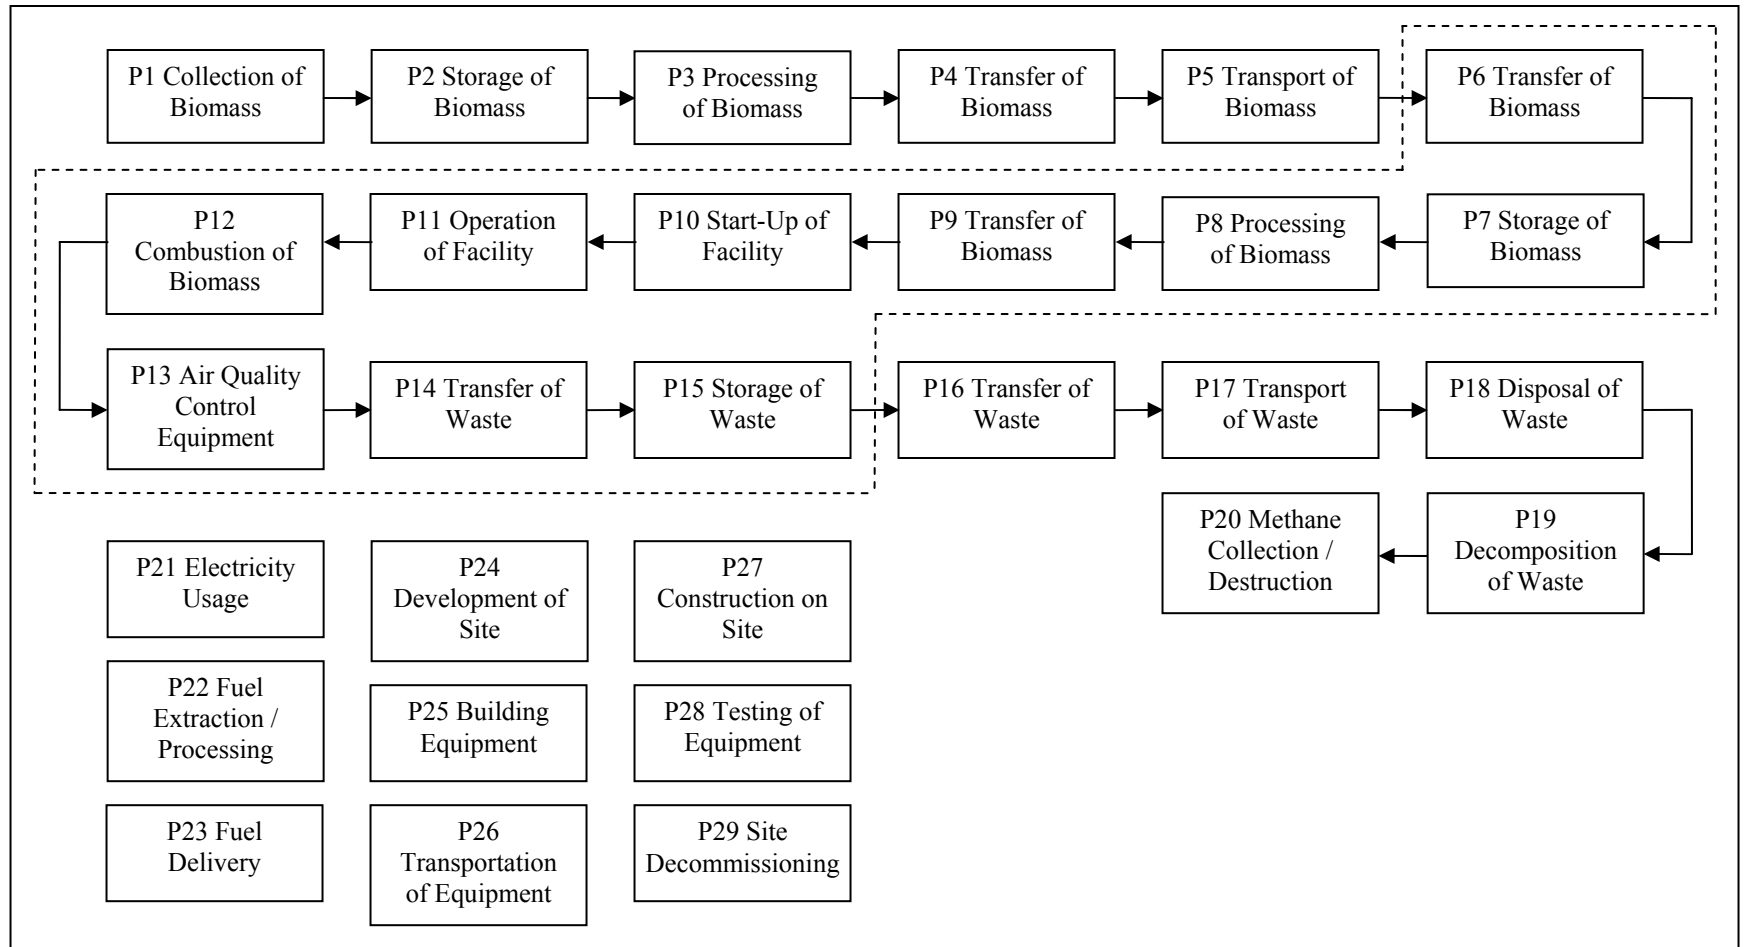 P1 Collection of
Biomass
P2 Storage of
Biomass
P3 Processing
of Biomass
P4 Transfer of
Biomass
P5 Transport of
Biomass
P6 Transfer of
Biomass
P12
Combustion of
Biomass
P11 Operation
of Facility
P10 Start-Up of
Facility
P9 Transfer of
Biomass
P8 Processing
of Biomass
P7 Storage of
Biomass
P13 Air Quality
Control
Equipment
P14 Transfer of
Waste
P15 Storage of
Waste
P16 Transfer of
Waste
P17 Transport
of Waste
P18 Disposal of
Waste
P20 Methane
Collection /
Destruction
P19
Decomposition
of Waste
P21 Electricity
Usage
P24
Development of
Site
P27
Construction on
Site
P22 Fuel
Extraction /
Processing
P25 Building
Equipment
P28 Testing of
Equipment
P23 Fuel
Delivery
P26
Transportation
of Equipment
P29 Site
Decommissioning